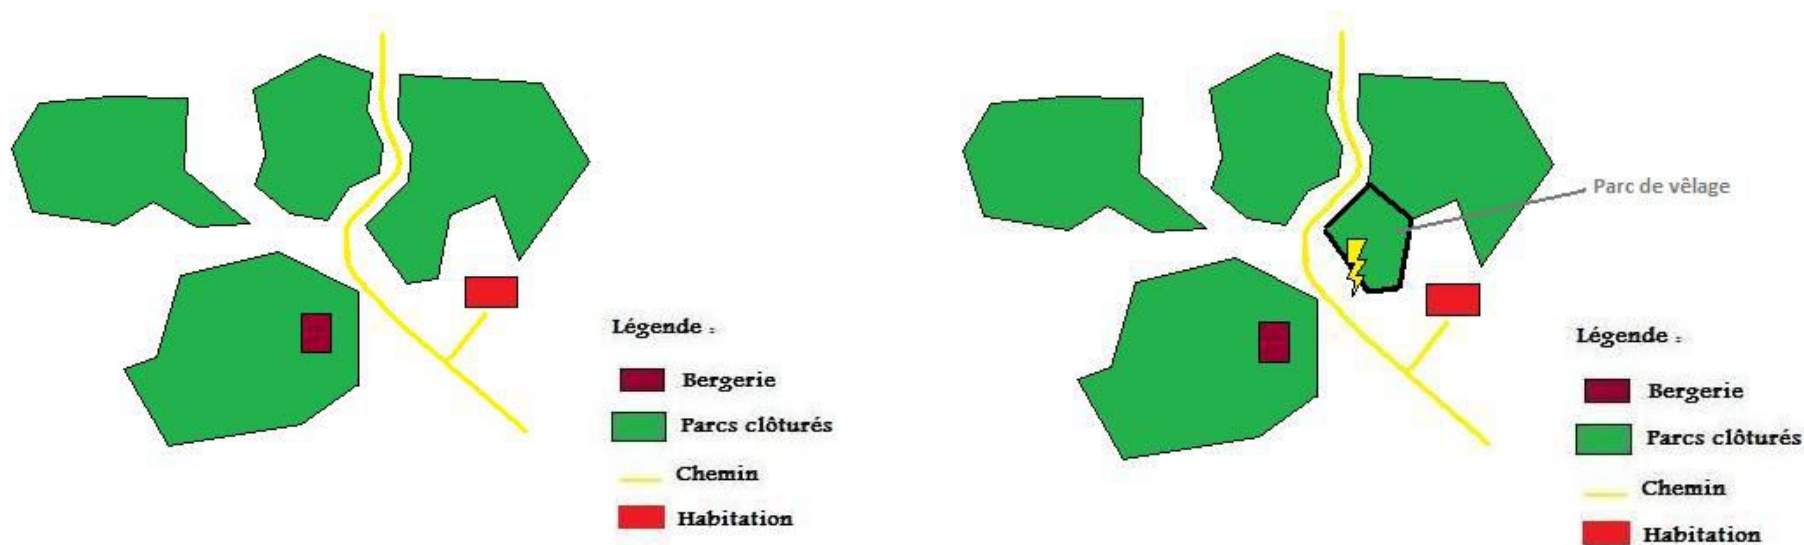 Légende :
Bergerie
Parcs clôturés
Chemin
Habitation
Parc de vêlage
Légende :
Bergerie
Parcs clôturés
Chemin
Habitation